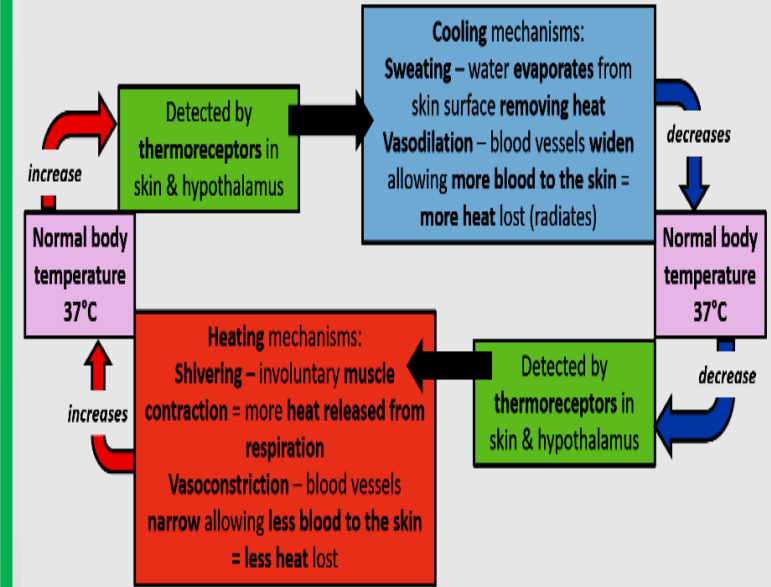 Cooling mechanisms:
Sweating – water evaporates from
skin surface removing heat
Vasodilation – blood vessels widen
allowing more blood to the skin =
more heat lost (radiates)
Detected by
thermoreceptors in
skin & hypothalamus
increase
decreases
Normal body
temperature
37°C
Normal body
temperature
37°C
Heating mechanisms:
Shivering – involuntary muscle
contraction = more heat released from
respiration
Vasoconstriction – blood vessels
narrow allowing less blood to the skin
= less heat lost
Detected by
thermoreceptors in
skin & hypothalamus
decrease
increases